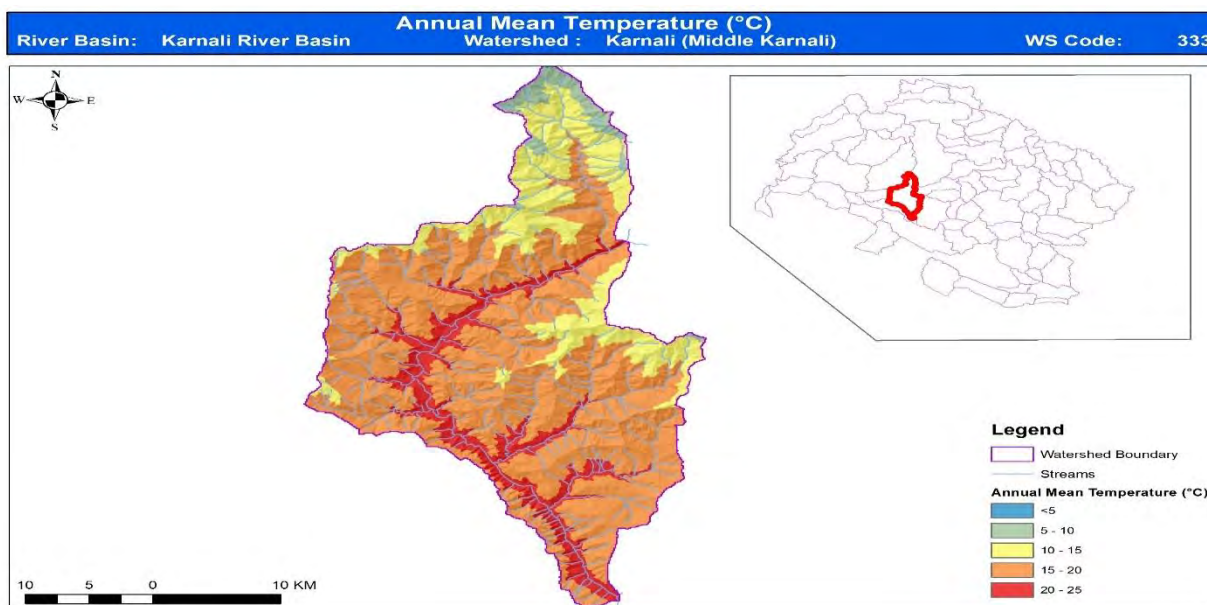 Annual Mean Temperature (°C)
River Basin: Karnali River Basin Watershed : Karnali (Middle Karnali) WS Code: 333
N
W E
S
Legend
Watershed Boundary
Streams
Annual Mean Temperature (°C)
<5
5 - 10
10 - 15
15 - 20
20 - 25
10 5 0 10 KM